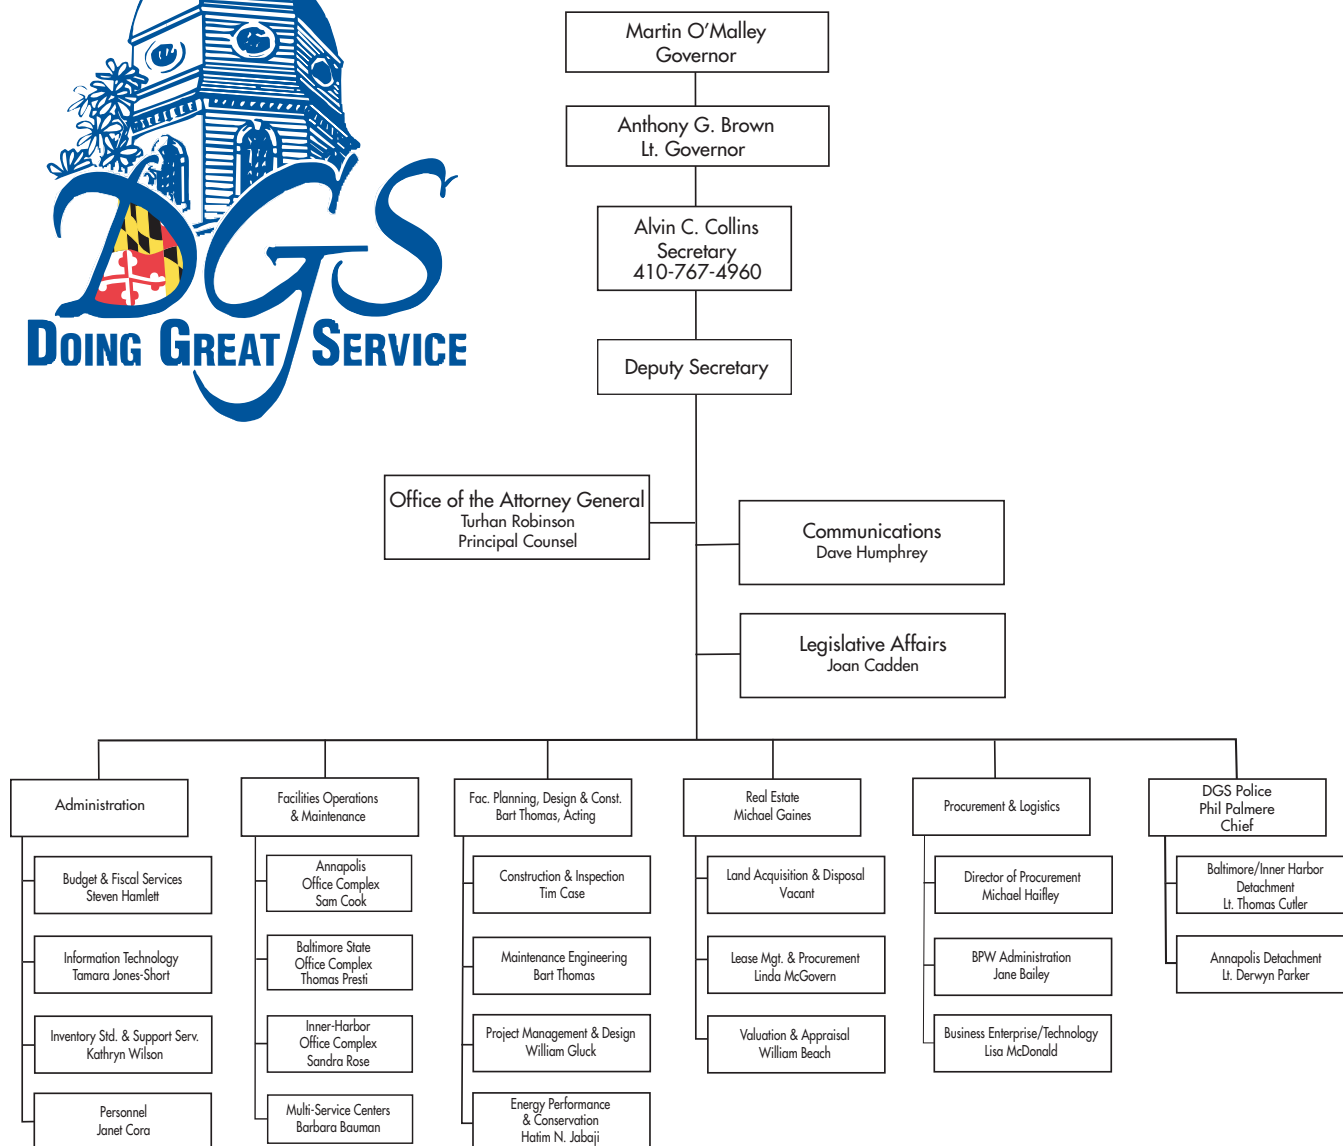 DGS
DOING GREAT SERVICE
Martin O’Malley
Governor
Anthony G. Brown
Lt. Governor
Alvin C. Collins
Secretary
410-767-4960
Deputy Secretary
Office of the Attorney General
Turhan Robinson
Principal Counsel
Communications
Dave Humphrey
Legislative Affairs
Joan Cadden
Administration
Budget & Fiscal Services
Steven Hamlett
Information Technology
Tamara Jones-Short
Inventory Std. & Support Serv.
Kathryn Wilson
Personnel
Janet Cora
Facilities Operations
& Maintenance
Annapolis
Office Complex
Sam Cook
Baltimore State
Office Complex
Thomas Presti
Inner-Harbor
Office Complex
Sandra Rose
Multi-Service Centers
Barbara Bauman
Fac. Planning, Design & Const.
Bart Thomas, Acting
Construction & Inspection
Tim Case
Maintenance Engineering
Bart Thomas
Project Management & Design
William Gluck
Energy Performance
& Conservation
Hatim N. Jabaji
Real Estate
Michael Gaines
Land Acquisition & Disposal
Vacant
Lease Mgt. & Procurement
Linda McGovern
Valuation & Appraisal
William Beach
Procurement & Logistics
Director of Procurement
Michael Haifley
BPW Administration
Jane Bailey
Business Enterprise/Technology
Lisa McDonald
DGS Police
Phil Palmere
Chief
Baltimore/Inner Harbor
Detachment
Lt. Thomas Cutler
Annapolis Detachment
Lt. Derwyn Parker